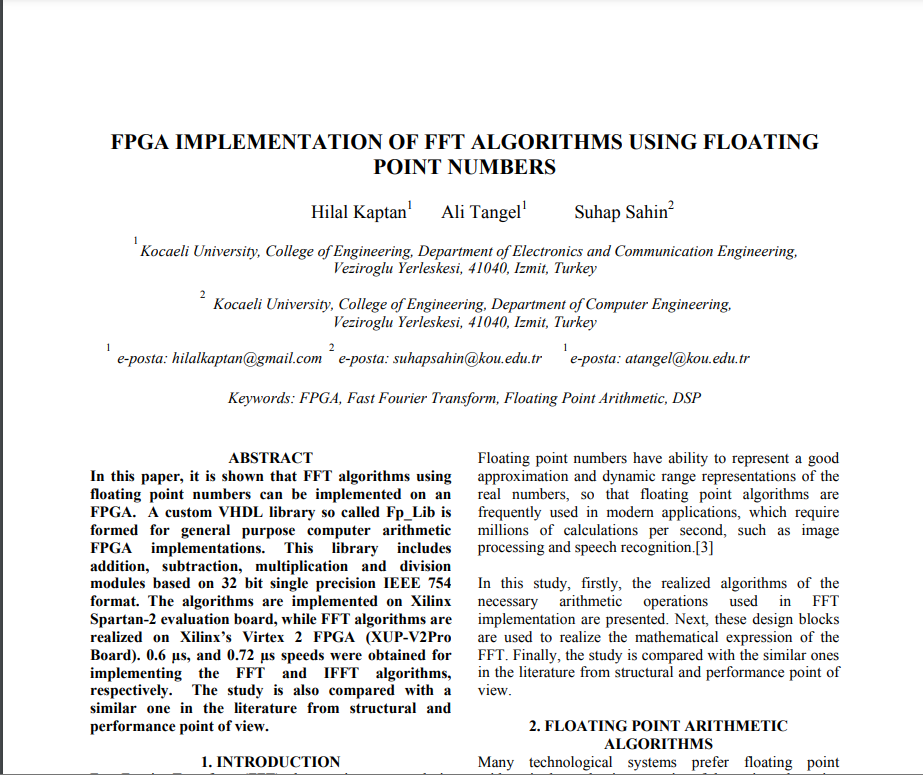 FPGA IMPLEMENTATION OF FFT ALGORITHMS USING FLOATING
POINT NUMBERS
Hilal Kaptan1 Ali Tangel1 Suhap Sahin2
1 Kocaeli University, College of Engineering, Department of Electronics and Communication Engineering,
Veziroglu Yerleskesi, 41040, Izmit, Turkey
2 Kocaeli University, College of Engineering, Department of Computer Engineering,
Veziroglu Yerleskesi, 41040, Izmit, Turkey
1 e-posta: hilalkaptan@gmail.com 2 e-posta: suhapsahin@kou.edu.tr 1 e-posta: atangel@kou.edu.tr
Keywords: FPGA, Fast Fourier Transform, Floating Point Arithmetic, DSP
ABSTRACT
In this paper, it is shown that FFT algorithms using
floating point numbers can be implemented on an
FPGA. A custom VHDL library so called Fp_Lib is
formed for general purpose computer arithmetic
FPGA implementations. This library includes
addition, subtraction, multiplication and division
modules based on 32 bit single precision IEEE 754
format. The algorithms are implemented on Xilinx
Spartan-2 evaluation board, while FFT algorithms are
realized on Xilinx's Virtex 2 FPGA (XUP-V2Pro
Board). 0.6 µs, and 0.72 µs speeds were obtained for
implementing the FFT and IFFT algorithms,
respectively. The study is also compared with a
similar one in the literature from structural and
performance point of view.
1. INTRODUCTION
Floating point numbers have ability to represent a good
approximation and dynamic range representations of the
real numbers, so that floating point algorithms are
frequently used in modern applications, which require
millions of calculations per second, such as image
processing and speech recognition.[3]
In this study, firstly, the realized algorithms of the
necessary arithmetic operations used in FFT
implementation are presented. Next, these design blocks
are used to realize the mathematical expression of the
FFT. Finally, the study is compared with the similar ones
in the literature from structural and performance point of
view.
2. FLOATING POINT ARITHMETIC
ALGORITHMS
Many technological systems prefer floating point